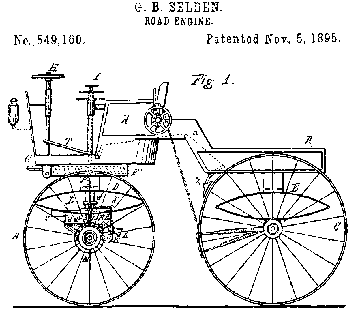 G. B. SELDEN.
ROAD ENGINE.
No. 549,160. Patented Nov. 5, 1895.
Fig 1.